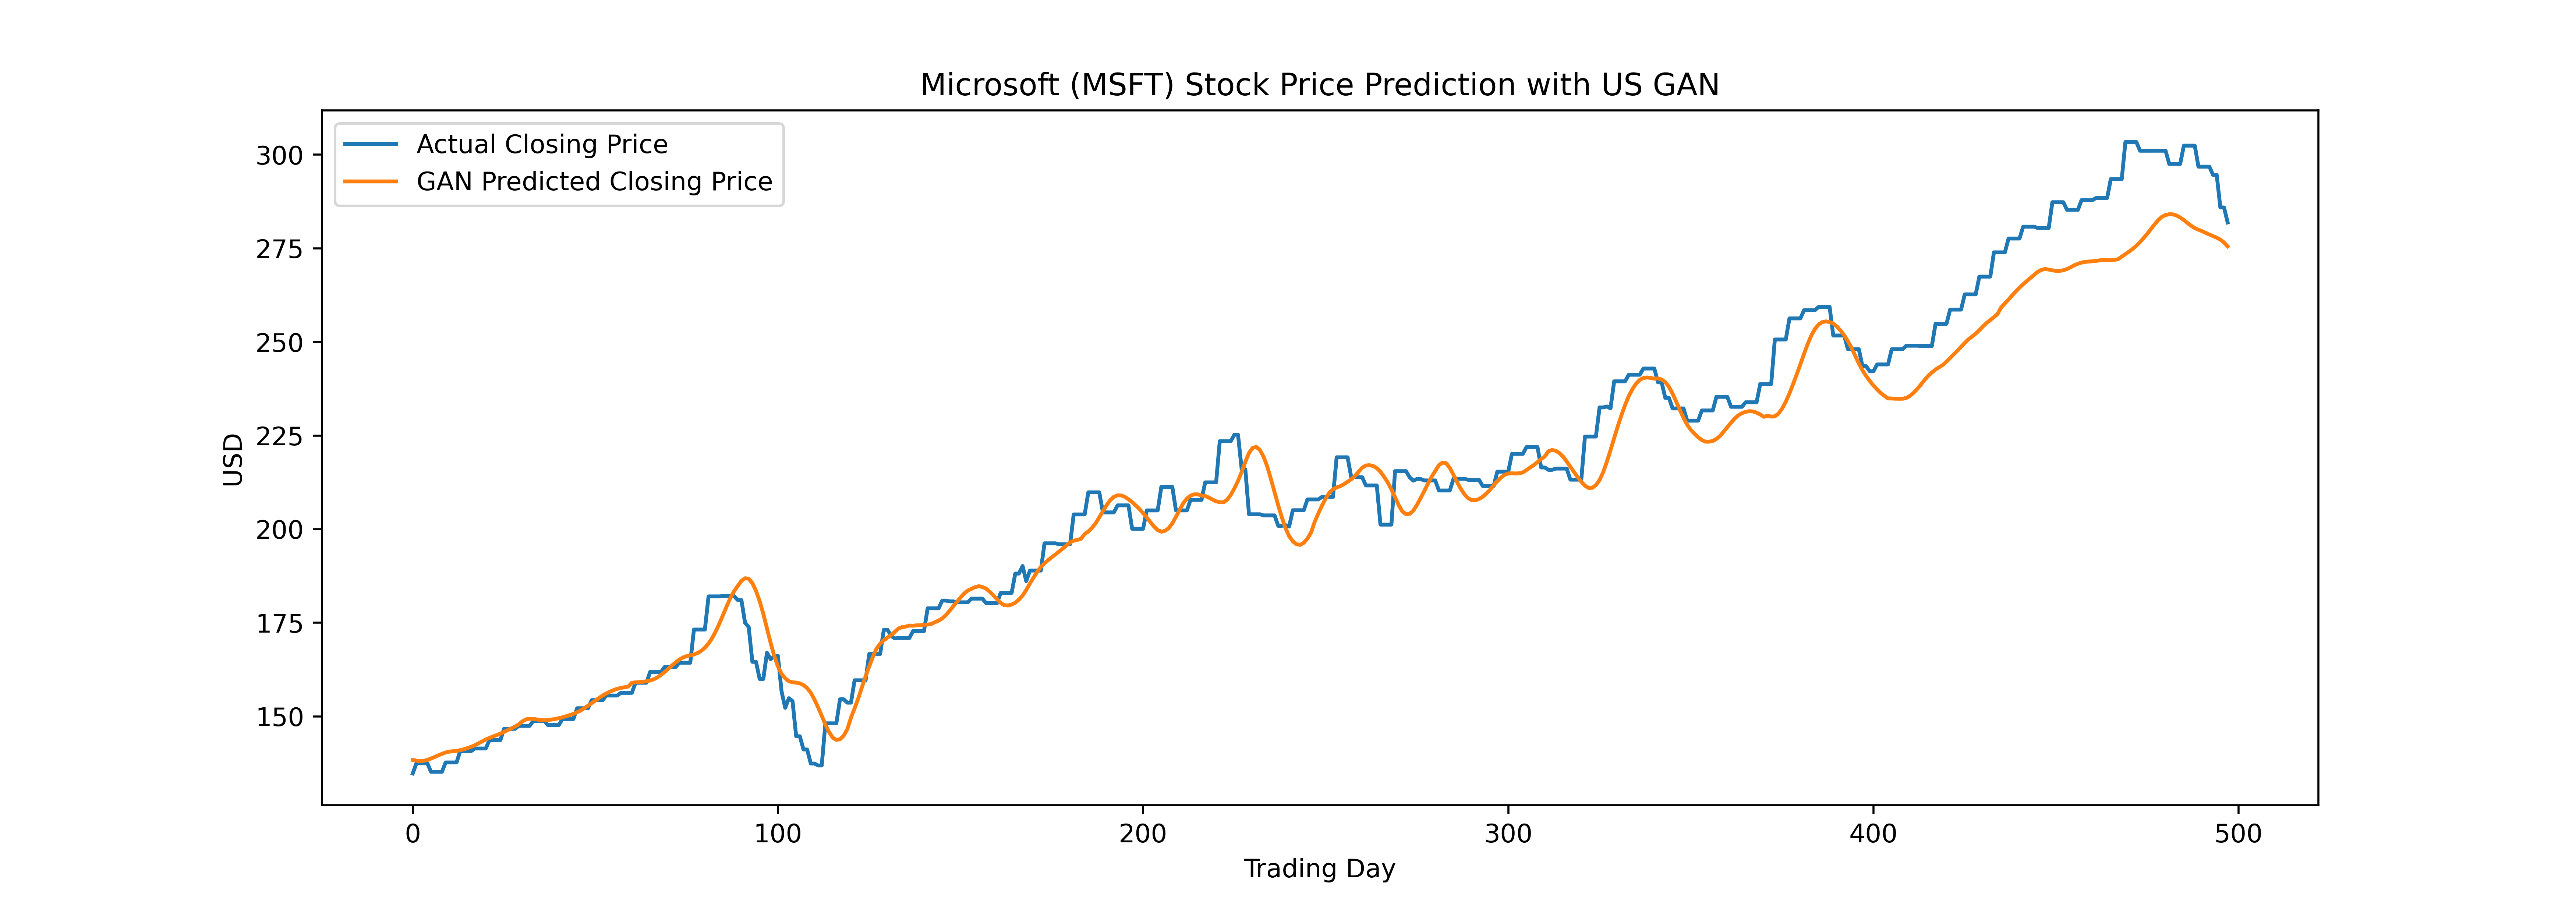 Microsoft (MSFT) Stock Price Prediction with US GAN
Actual Closing Price
GAN Predicted Closing Price
300
275
250
225
200
175
150
USD
0 100 200 300 400 500
Trading Day